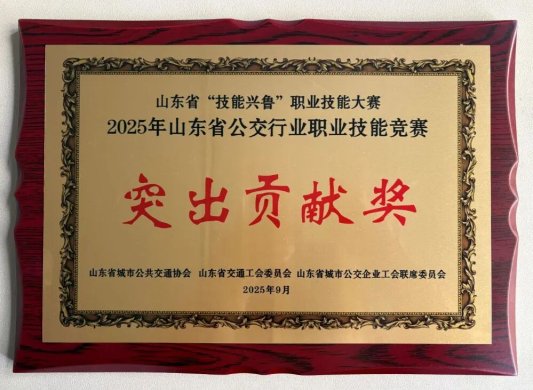 山东省“技能兴鲁”职业技能大赛
2025年山东省公交行业职业技能竞赛
突出贡献奖
山东省城市公共交通协会 山东省交通工会委员会 山东省城市公交企业工会联席委员会
2025年9月